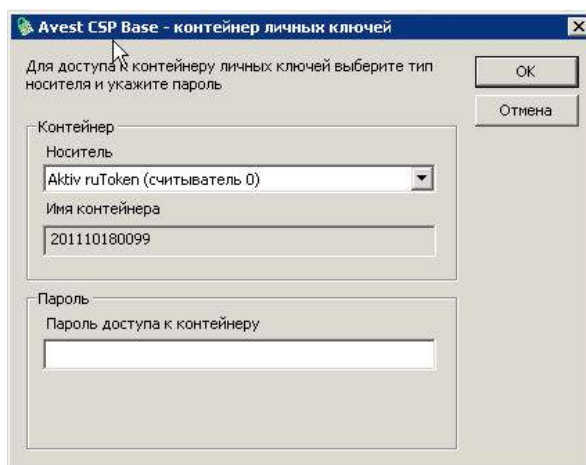 Avest CSP Base - контейнер личных ключей
Для доступа к контейнеру личных ключей выберите тип
носителя и укажите пароль
OK
Отмена
Контейнер
Носитель
Aktiv ruToken (считыватель 0)
Имя контейнера
201110180099
Пароль
Пароль доступа к контейнеру